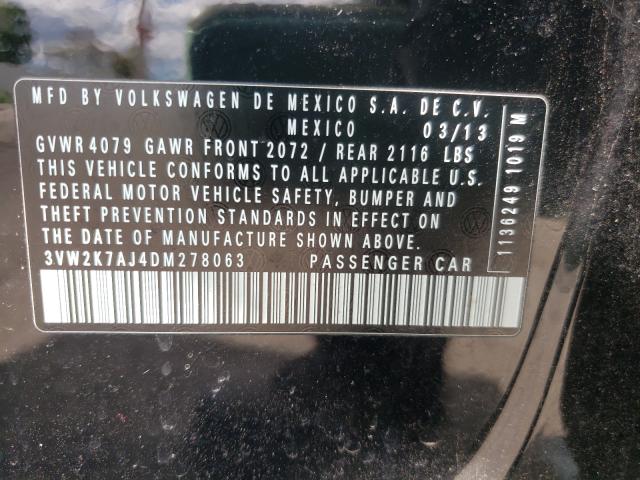 MFD BY VOLKSWAGEN DE MEXICO S.A. DE C.V.
MEXICO 03/13
GVWR 4079 GAWR FRONT 2072 / REAR 2116 LBS
THIS VEHICLE CONFORMS TO ALL APPLICABLE U.S.
FEDERAL MOTOR VEHICLE SAFETY, BUMPER AND
THEFT PREVENTION STANDARDS IN EFFECT ON
THE DATE OF MANUFACTURE SHOWN ABOVE.
3VW2K7AJ4DM278063 PASSENGER CAR
1136249 1019 M